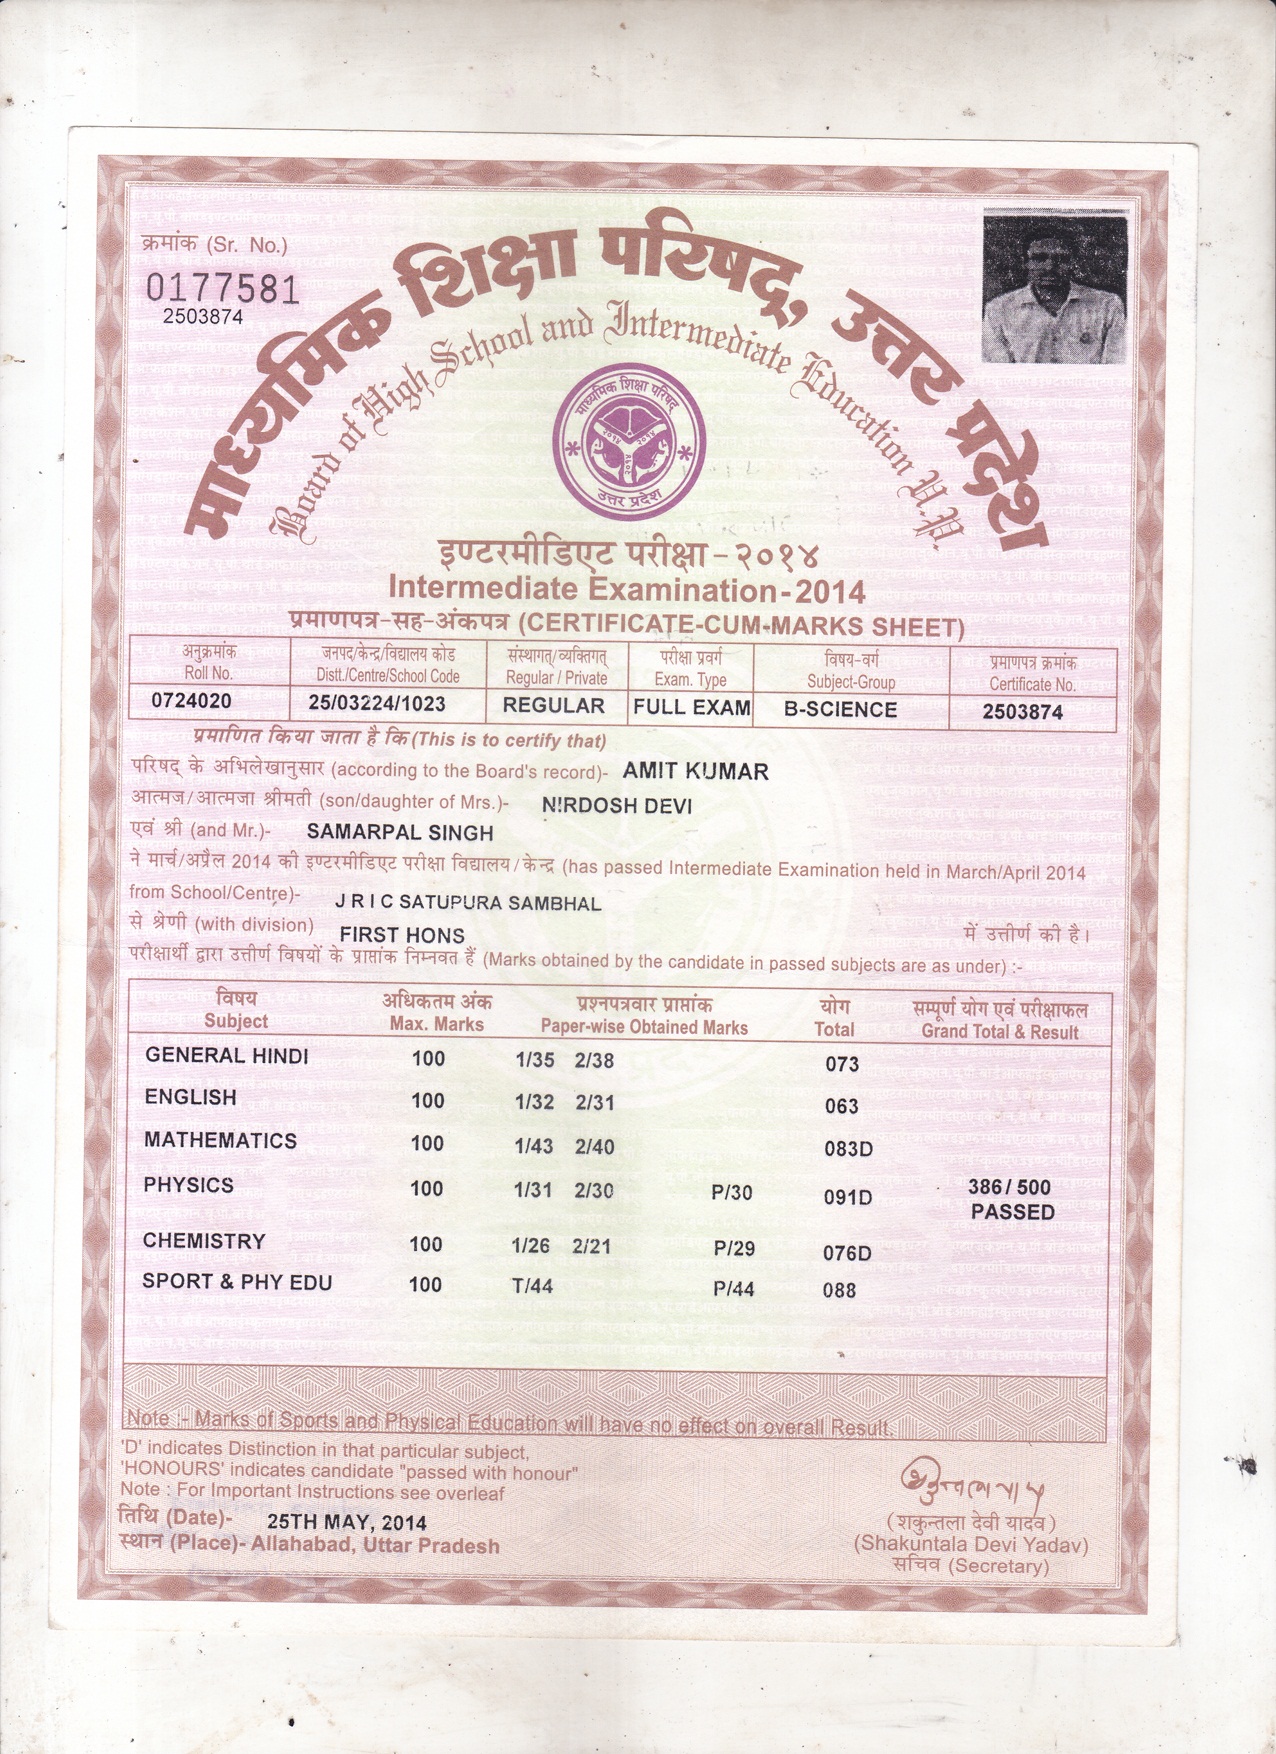 क्रमांक (Sr. No.)
0177581
2503874
माध्यमिक शिक्षा परिषद्, उत्तर प्रदेश
Board of High School and Intermediate Education U.P.
माध्यमिक शिक्षा परिषद्
उत्तर प्रदेश
इण्टरमीडिएट परीक्षा-२०१४
Intermediate Examination-2014
प्रमाणपत्र-सह-अंकपत्र (CERTIFICATE-CUM-MARKS SHEET)
अनुक्रमांक जनपद/केन्द्र/विद्यालय कोड संस्थागत्/व्यक्तिगत् परीक्षा प्रवर्ग विषय-वर्ग प्रमाणपत्र क्रमांक
Roll No. Distt./Centre/School Code Regular / Private Exam. Type Subject-Group Certificate No.
0724020 25/03224/1023 REGULAR FULL EXAM B-SCIENCE 2503874
प्रमाणित किया जाता है कि (This is to certify that)
परिषद् के अभिलेखानुसार (according to the Board's record)- AMIT KUMAR
आत्मज/आत्मजा श्रीमती (son/daughter of Mrs.)- NIRDOSH DEVI
एवं श्री (and Mr.)- SAMARPAL SINGH
ने मार्च/अप्रैल 2014 की इण्टरमीडिएट परीक्षा विद्यालय/केन्द्र (has passed Intermediate Examination held in March/April 2014
from School/Centre)- J R I C SATUPURA SAMBHAL
से श्रेणी (with division) FIRST HONS में उत्तीर्ण की है।
परीक्षार्थी द्वारा उत्तीर्ण विषयों के प्राप्तांक निम्नवत हैं (Marks obtained by the candidate in passed subjects are as under) :-
विषय अधिकतम अंक प्रश्नपत्रवार प्राप्तांक योग सम्पूर्ण योग एवं परीक्षाफल
Subject Max. Marks Paper-wise Obtained Marks Total Grand Total & Result
GENERAL HINDI 100 1/35 2/38 073
ENGLISH 100 1/32 2/31 063
MATHEMATICS 100 1/43 2/40 083D
PHYSICS 100 1/31 2/30 P/30 091D 386/500
PASSED
CHEMISTRY 100 1/26 2/21 P/29 076D
SPORT & PHY EDU 100 T/44 P/44 088
Note :- Marks of Sports and Physical Education will have no effect on overall Result.
'D' indicates Distinction in that particular subject,
'HONOURS' indicates candidate "passed with honour"
Note : For Important Instructions see overleaf
तिथि (Date)- 25TH MAY, 2014
स्थान (Place)- Allahabad, Uttar Pradesh
(शकुन्तला देवी यादव)
(Shakuntala Devi Yadav)
सचिव (Secretary)